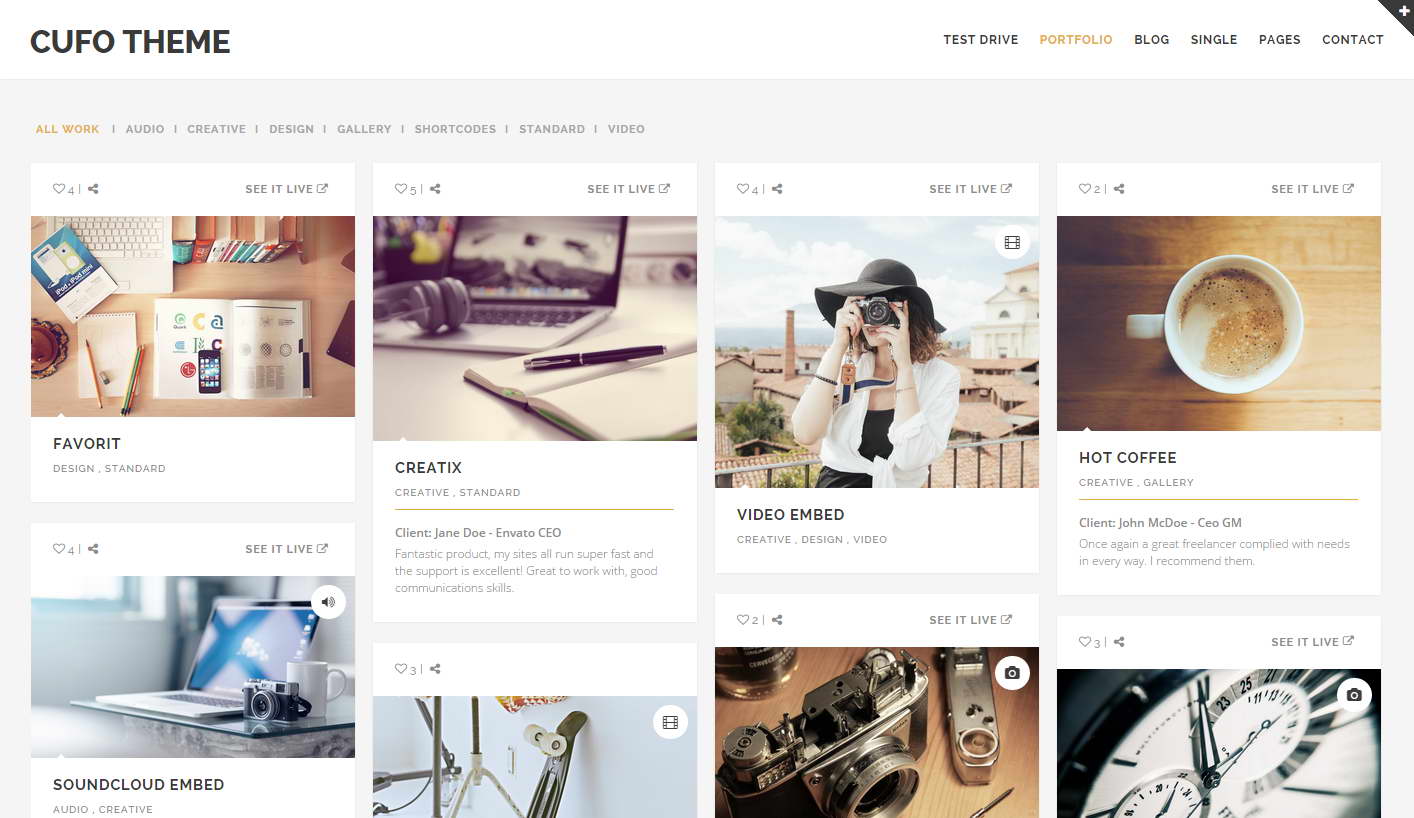 CUFO THEME
TEST DRIVE PORTFOLIO BLOG SINGLE PAGES CONTACT
ALL WORK | AUDIO | CREATIVE | DESIGN | GALLERY | SHORTCODES | STANDARD | VIDEO
4 |
SEE IT LIVE
iPod · iPod mini
Quark
FAVORIT
DESIGN , STANDARD
4 |
SEE IT LIVE
SOUNDCLOUD EMBED
AUDIO , CREATIVE
5 |
SEE IT LIVE
CREATIX
CREATIVE , STANDARD
Client: Jane Doe - Envato CEO
Fantastic product, my sites all run super fast and
the support is excellent! Great to work with, good
communications skills.
3 |
4 |
SEE IT LIVE
VIDEO EMBED
CREATIVE , DESIGN , VIDEO
2 |
SEE IT LIVE
2 |
SEE IT LIVE
HOT COFFEE
CREATIVE , GALLERY
Client: John McDoe - Ceo GM
Once again a great freelancer complied with needs
in every way. I recommend them.
3 |
SEE IT LIVE